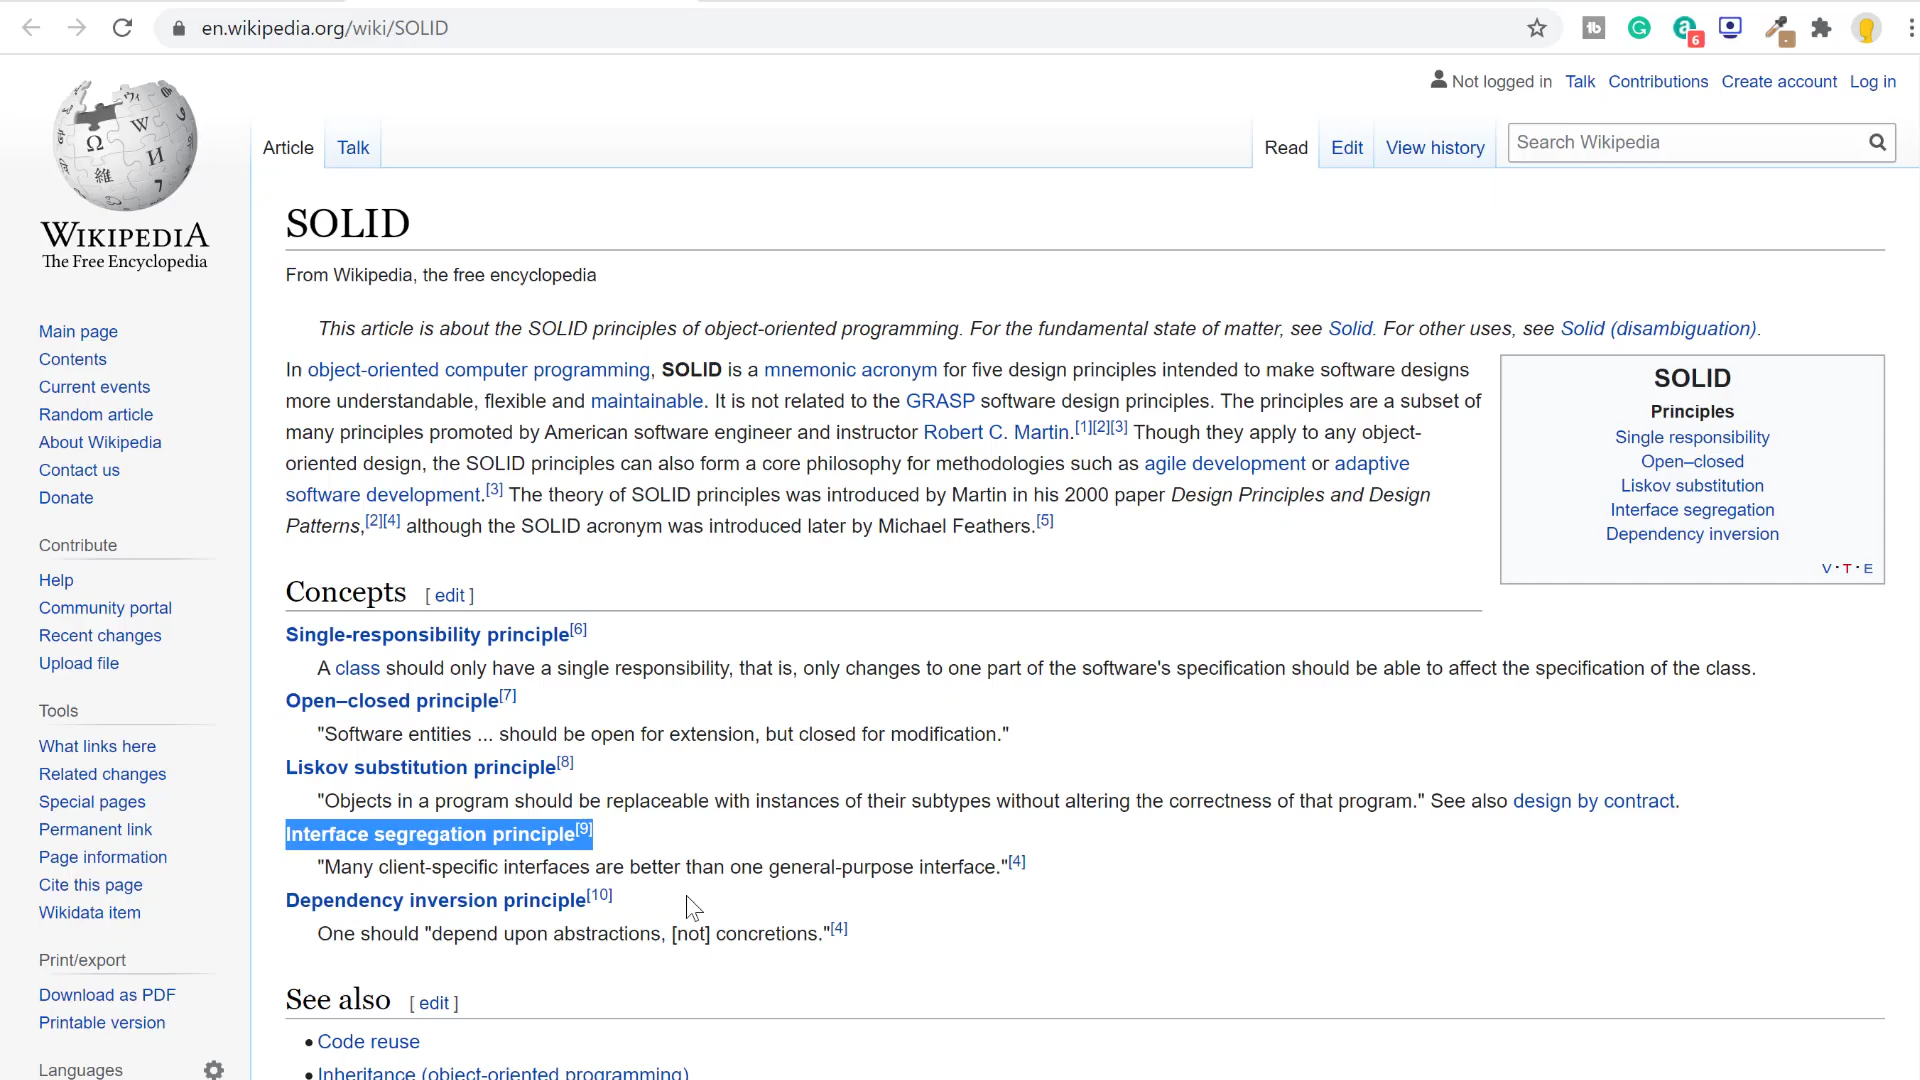 en.wikipedia.org/wiki/SOLID
6
Not logged in Talk Contributions Create account Log in
Article Talk Read Edit View history Search Wikipedia
WIKIPEDIA
The Free Encyclopedia
Main page
Contents
Current events
Random article
About Wikipedia
Contact us
Donate
Contribute
Help
Community portal
Recent changes
Upload file
Tools
What links here
Related changes
Special pages
Permanent link
Page information
Cite this page
Wikidata item
Print/export
Download as PDF
Printable version
Languages
SOLID
From Wikipedia, the free encyclopedia
This article is about the SOLID principles of object-oriented programming. For the fundamental state of matter, see Solid. For other uses, see Solid (disambiguation).
In object-oriented computer programming, SOLID is a mnemonic acronym for five design principles intended to make software designs
more understandable, flexible and maintainable. It is not related to the GRASP software design principles. The principles are a subset of
many principles promoted by American software engineer and instructor Robert C. Martin.[1][2][3] Though they apply to any object-
oriented design, the SOLID principles can also form a core philosophy for methodologies such as agile development or adaptive
software development.[3] The theory of SOLID principles was introduced by Martin in his 2000 paper Design Principles and Design
Patterns,[2][4] although the SOLID acronym was introduced later by Michael Feathers.[5]
SOLID
Principles
Single responsibility
Open–closed
Liskov substitution
Interface segregation
Dependency inversion
V · T · E
Concepts [ edit ]
Single-responsibility principle[6]
A class should only have a single responsibility, that is, only changes to one part of the software's specification should be able to affect the specification of the class.
Open–closed principle[7]
"Software entities ... should be open for extension, but closed for modification."
Liskov substitution principle[8]
"Objects in a program should be replaceable with instances of their subtypes without altering the correctness of that program." See also design by contract.
Interface segregation principle[9]
"Many client-specific interfaces are better than one general-purpose interface."[4]
Dependency inversion principle[10]
One should "depend upon abstractions, [not] concretions."[4]
See also [ edit ]
• Code reuse
• Inheritance (object-oriented programming)